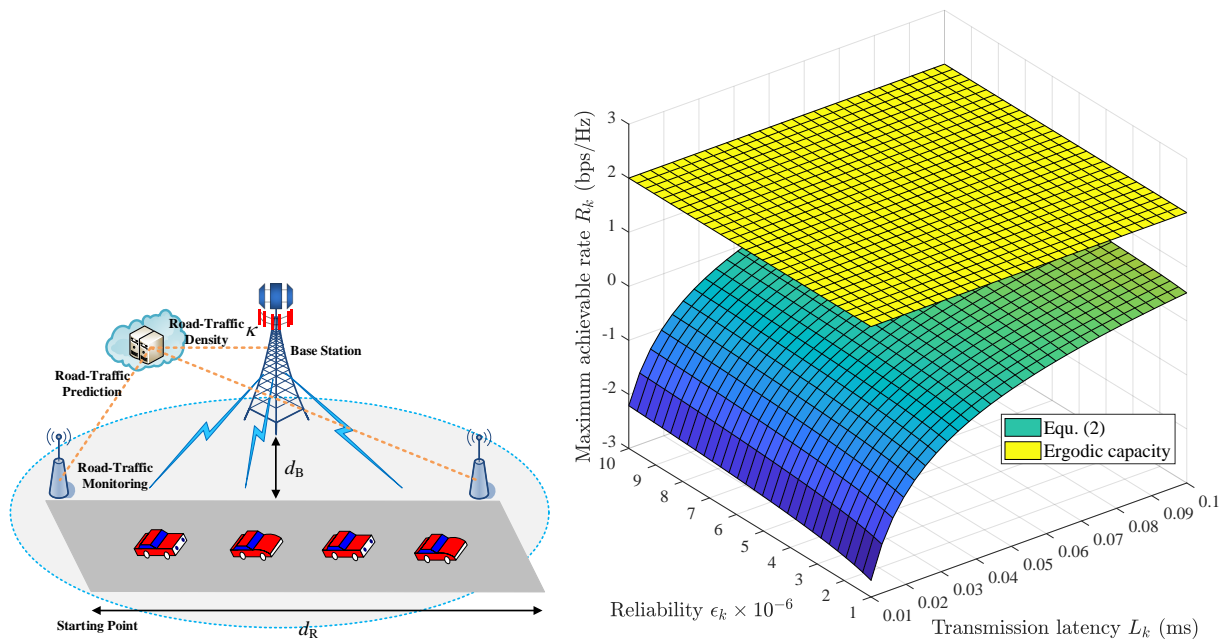 Road-Traffic
Density
κ
Base Station
Road-Traffic
Prediction
Road-Traffic
Monitoring
d_B
Starting Point
d_R
Maximum achievable rate R_k (bps/Hz)
3
2
1
0
-1
-2
-3
10
9
8
7
6
5
4
3
2
1
Reliability ϵ_k × 10^{-6}
0.01
0.02
0.03
0.04
0.05
0.06
0.07
0.08
0.09
0.1
Transmission latency L_k (ms)
Equ. (2)
Ergodic capacity